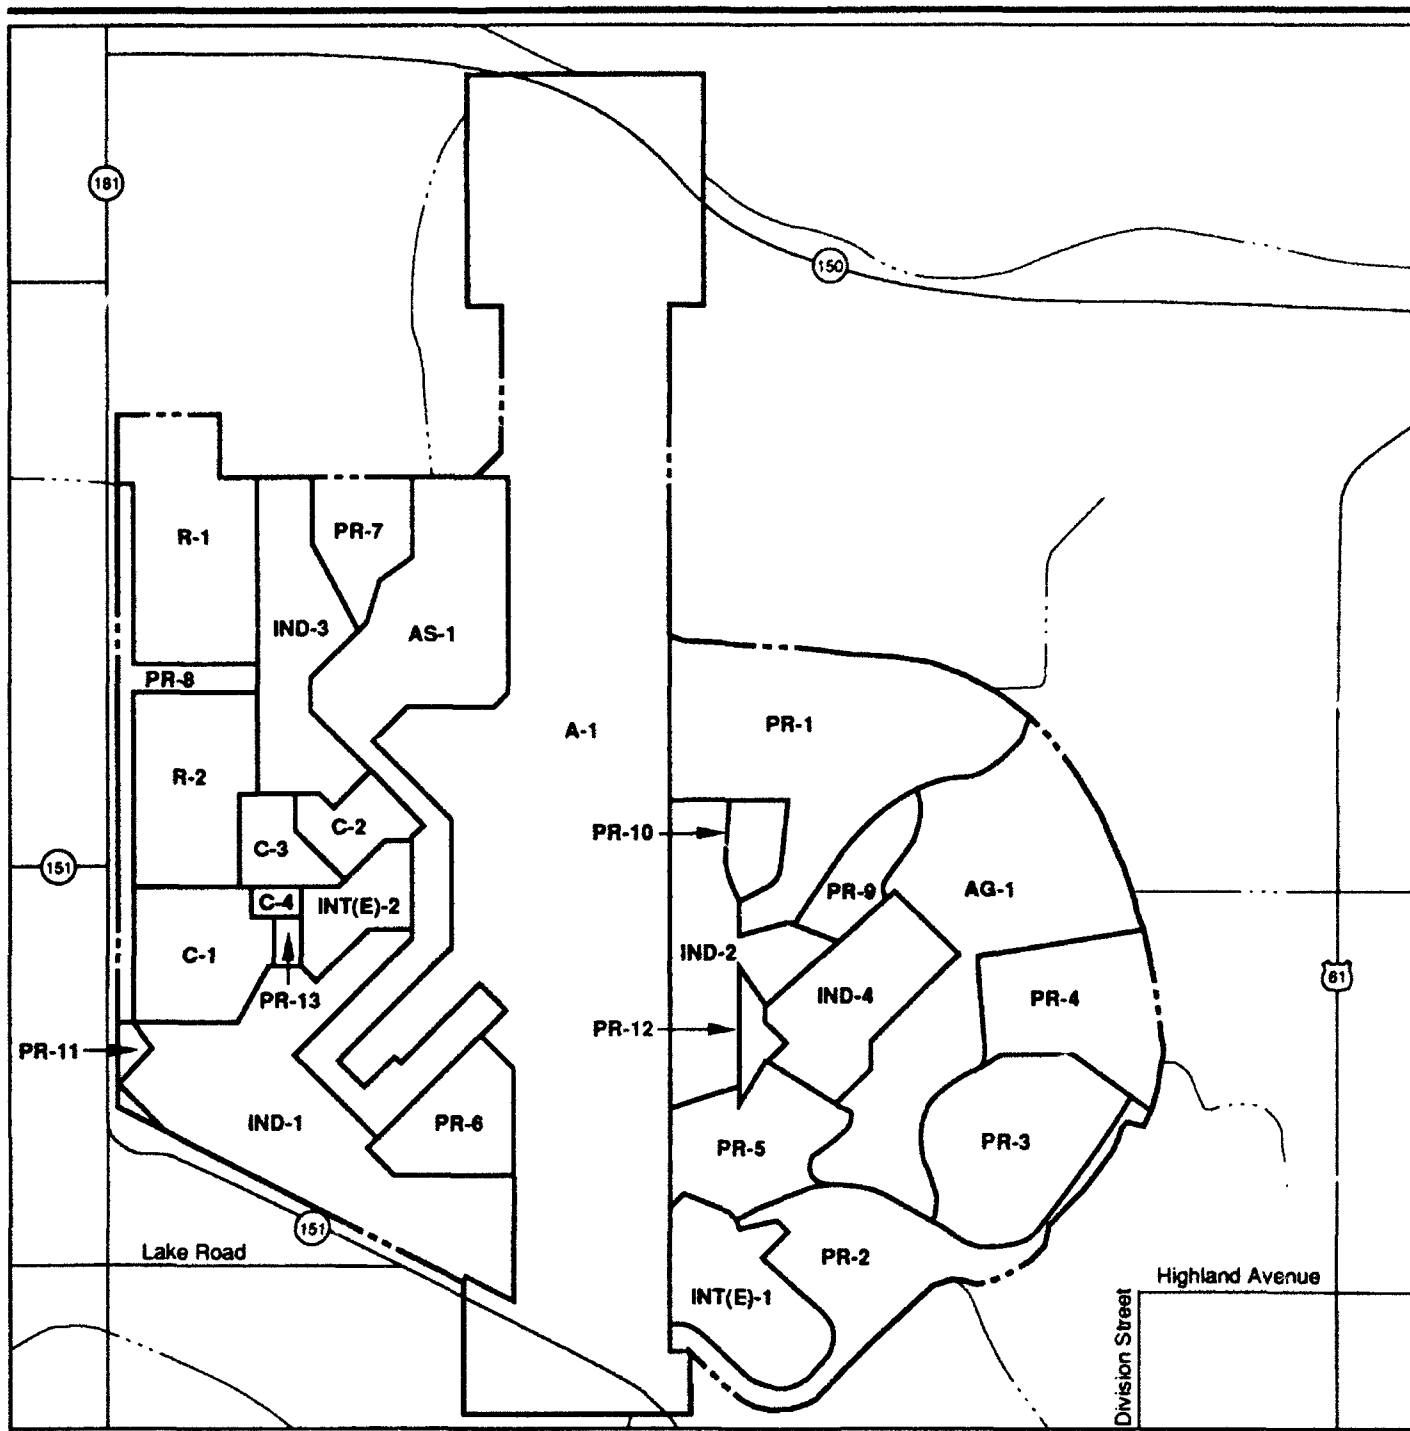 181
150
R-1
PR-7
IND-3
AS-1
PR-8
PR-1
A-1
R-2
C-2
PR-10
C-3
151
PR-9
AG-1
C-4
INT(E)-2
C-1
IND-2
61
PR-13
IND-4
PR-4
PR-12
PR-11
IND-1
PR-6
PR-5
PR-3
151
Lake Road
PR-2
Highland Avenue
INT(E)-1
Division Street